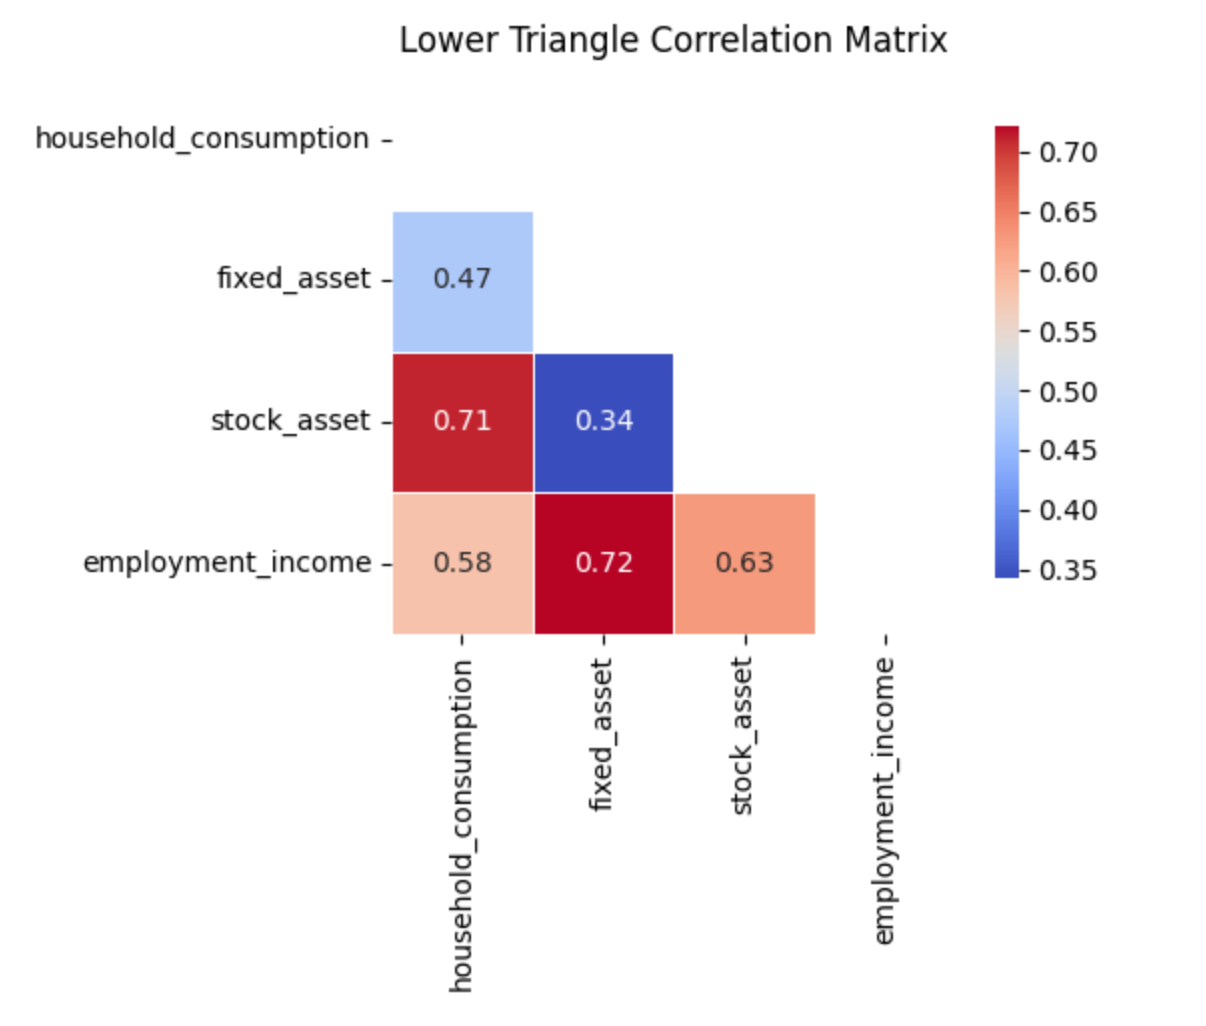 Lower Triangle Correlation Matrix
household_consumption
fixed_asset
0.47
stock_asset
0.71 0.34
employment_income
0.58 0.72 0.63
household_consumption
fixed_asset
stock_asset
employment_income
0.70
0.65
0.60
0.55
0.50
0.45
0.40
0.35